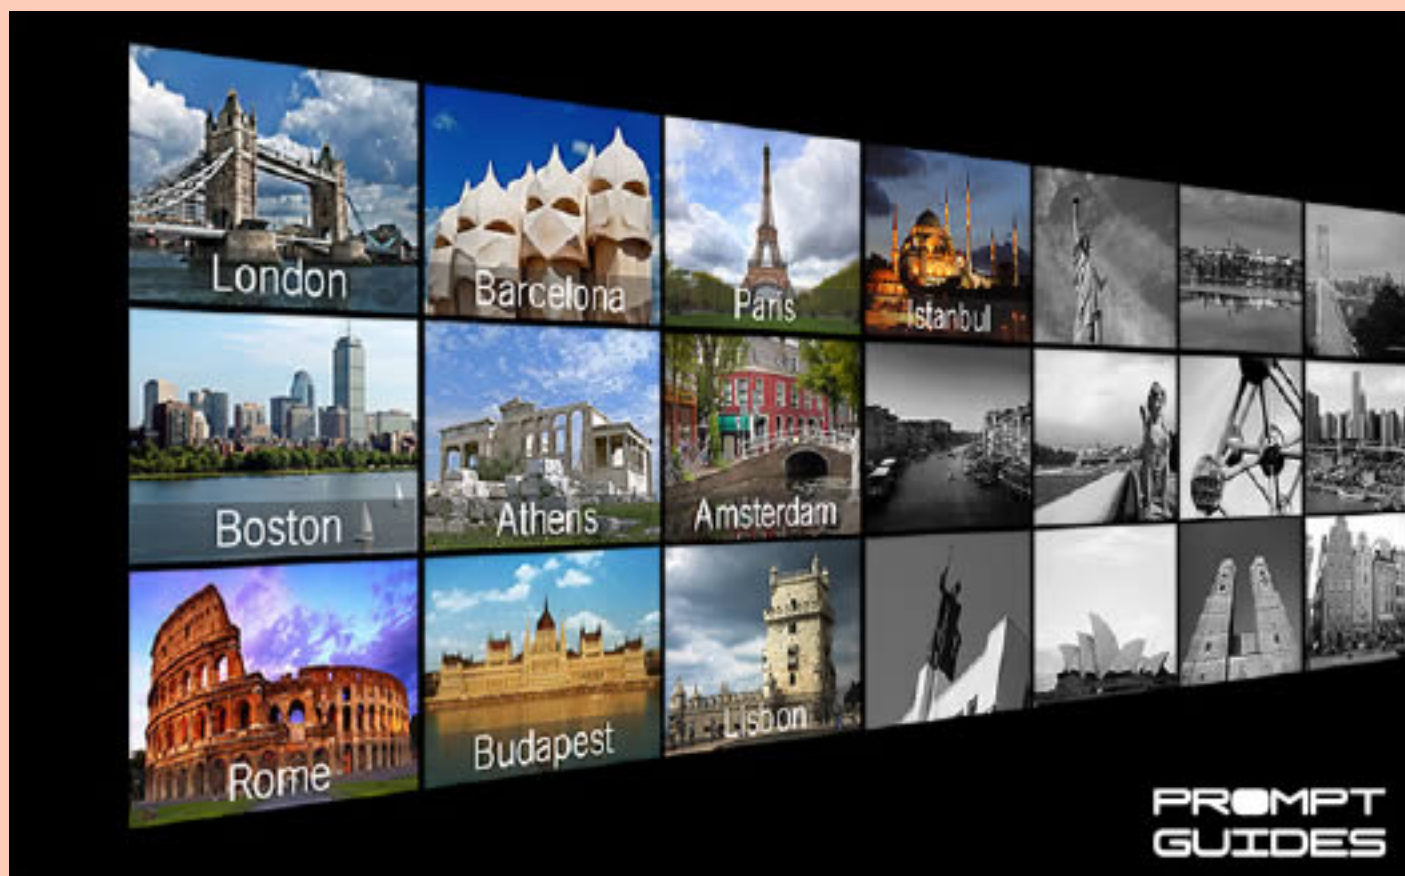 London
Barcelona
Paris
Istanbul
Boston
Athens
Amsterdam
Rome
Budapest
Lisbon
PROMPT
GUIDES